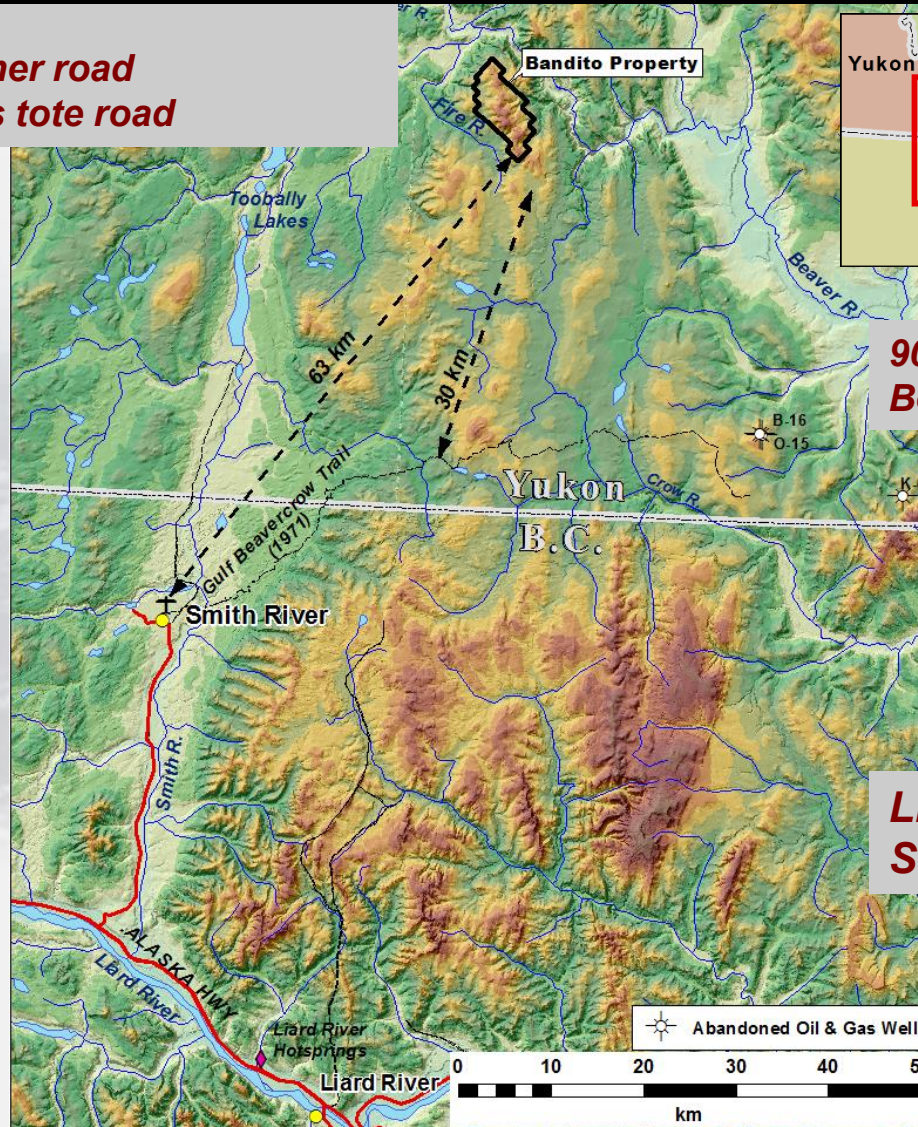 her road
s tote road
er R.
Bandito Property
Yukon
Fire R.
Toobally
Lakes
Beaver R.
63 km
30 km
90
B-16
O-15
K-
Yukon
Crow R.
B.C.
Gulf Beavercrow Trail
(1971)
Smith River
Smith R.
ALASKA HWY
Liard River
Liard River
Hotsprings
Liard River
Abandoned Oil & Gas Well
0 10 20 30 40 5
km